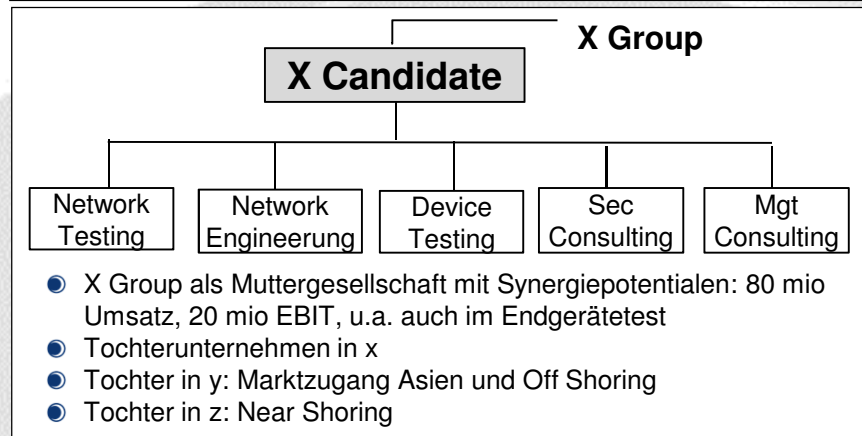 X Group
X Candidate
Network
Testing
Network
Engineerung
Device
Testing
Sec
Consulting
Mgt
Consulting
X Group als Muttergesellschaft mit Synergiepotentialen: 80 mio
Umsatz, 20 mio EBIT, u.a. auch im Endgerätetest
Tochterunternehmen in x
Tochter in y: Marktzugang Asien und Off Shoring
Tochter in z: Near Shoring